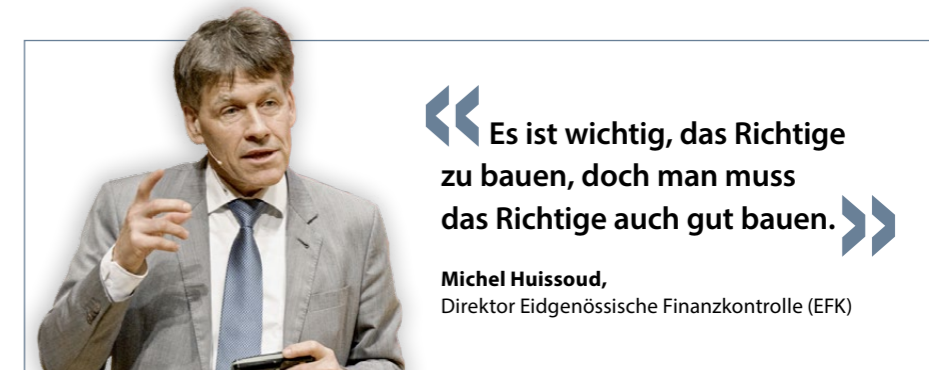 « Es ist wichtig, das Richtige
zu bauen, doch man muss
das Richtige auch gut bauen. »
Michel Huissoud,
Direktor Eidgenössische Finanzkontrolle (EFK)